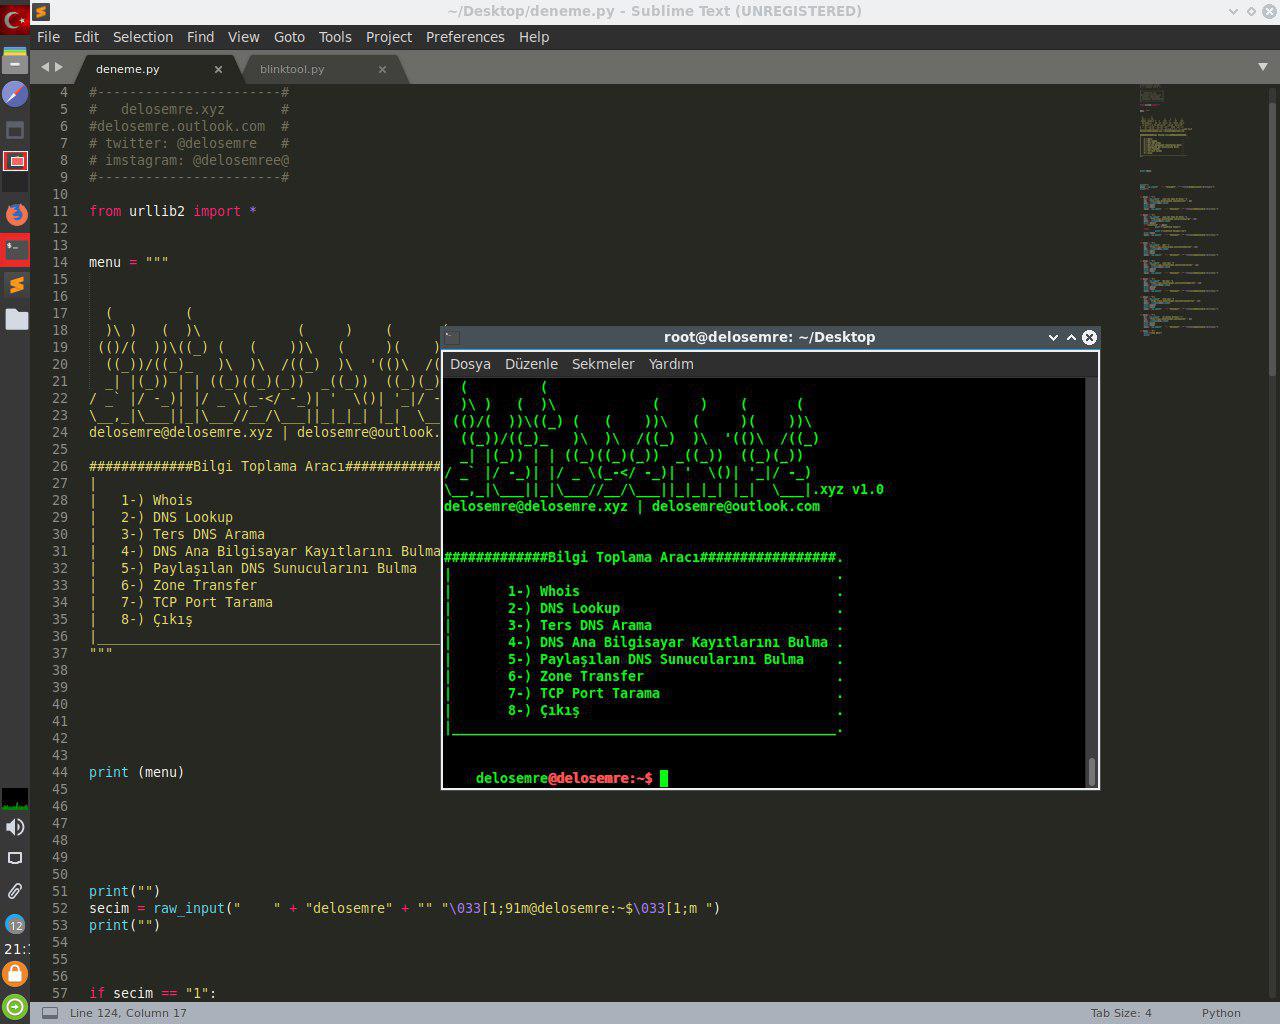 ~/Desktop/deneme.py - Sublime Text (UNREGISTERED)
File Edit Selection Find View Goto Tools Project Preferences Help
deneme.py × blinktool.py ×
4 #-----------------------#
5 #   delosemre.xyz       #
6 #delosemre.outlook.com  #
7 # twitter: @delosemre   #
8 # imstagram: @delosemree@
9 #-----------------------#
10
11 from urllib2 import *
12
13
14 menu = """
15
16
17   (         (
18   )\ )   (  )\            (     )    (      (
19  (()/(  ))\((_) (   (    ))\   (     )(    )
20   ((_))/((_)_   )\  )\  /((_)  )\  '(()\  /(
21   _| |(_)) | | ((_)((_)(_))  _((_))  ((_)(_)
22 / _` |/ -_)| |/ _ \(_-</ -_)| '  \()| '_|/ -
23 \__,_|\___||_|\___//__/\___||_|_|_| |_|  \__
24 delosemre@delosemre.xyz | delosemre@outlook.
25
26 #############Bilgi Toplama Aracı############
27 |
28 |   1-) Whois
29 |   2-) DNS Lookup
30 |   3-) Ters DNS Arama
31 |   4-) DNS Ana Bilgisayar Kayıtlarını Bulma
32 |   5-) Paylaşılan DNS Sunucularını Bulma
33 |   6-) Zone Transfer
34 |   7-) TCP Port Tarama
35 |   8-) Çıkış
36 |___________________________________________
37 """
38
39
40
41
42
43
44 print (menu)
45
46
47
48
49
50
51 print("")
52 secim = raw_input("    " + "delosemre" + "" "\033[1;91m@delosemre:~$\033[1;m ")
53 print("")
54
55
56
57 if secim == "1":
root@delosemre: ~/Desktop
Dosya Düzenle Sekmeler Yardım
  (         (
  )\ )   (  )\            (     )    (      (
 (()/(  ))\((_) (   (    ))\   (     )(    ))\
  ((_))/((_)_   )\  )\  /((_)  )\  '(()\  /((_)
  _| |(_)) | | ((_)((_)(_))  _((_))  ((_)(_))
/ _` |/ -_)| |/ _ \(_-</ -_)| '  \()| '_|/ -_)
\__,_|\___||_|\___//__/\___||_|_|_| |_|  \___|.xyz v1.0
delosemre@delosemre.xyz | delosemre@outlook.com
#############Bilgi Toplama Aracı#################.
|                                                .
|       1-) Whois                                .
|       2-) DNS Lookup                           .
|       3-) Ters DNS Arama                       .
|       4-) DNS Ana Bilgisayar Kayıtlarını Bulma .
|       5-) Paylaşılan DNS Sunucularını Bulma    .
|       6-) Zone Transfer                        .
|       7-) TCP Port Tarama                      .
|       8-) Çıkış                                .
|________________________________________________.
    delosemre@delosemre:~$
12
21:
Line 124, Column 17
Tab Size: 4 Python